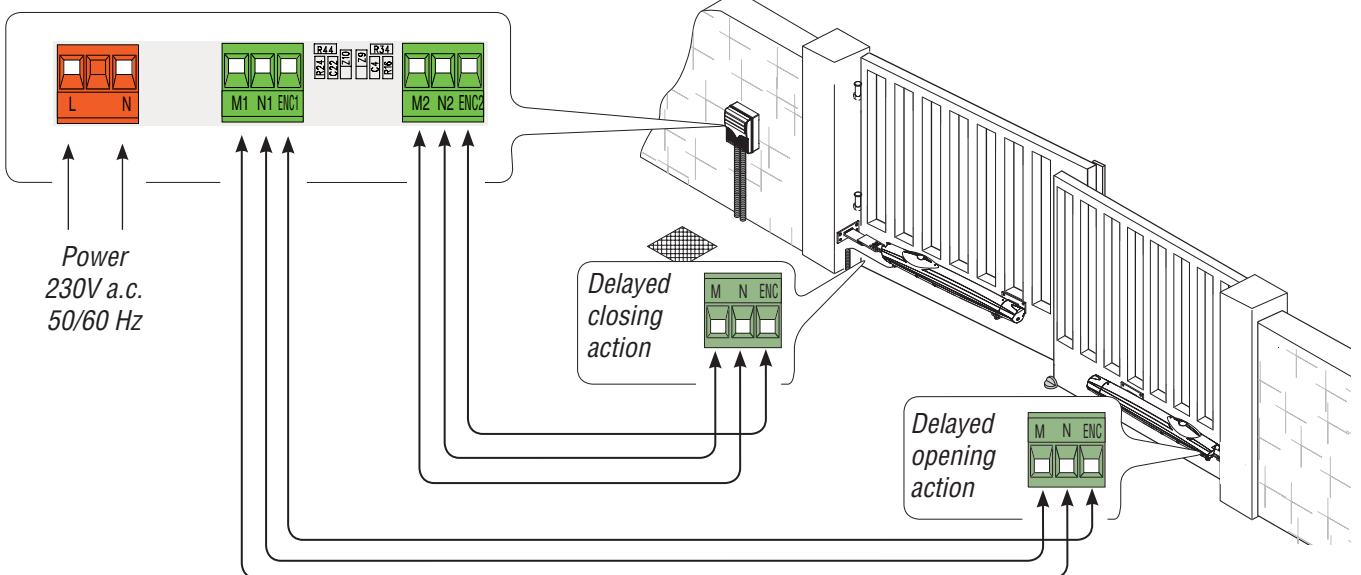 R44
R24
C22
Z10
Z9
R34
C4
R16
L N
M1 N1 ENC1
M2 N2 ENC2
Power
230V a.c.
50/60 Hz
Delayed
closing
action
M N ENC
Delayed
opening
action
M N ENC